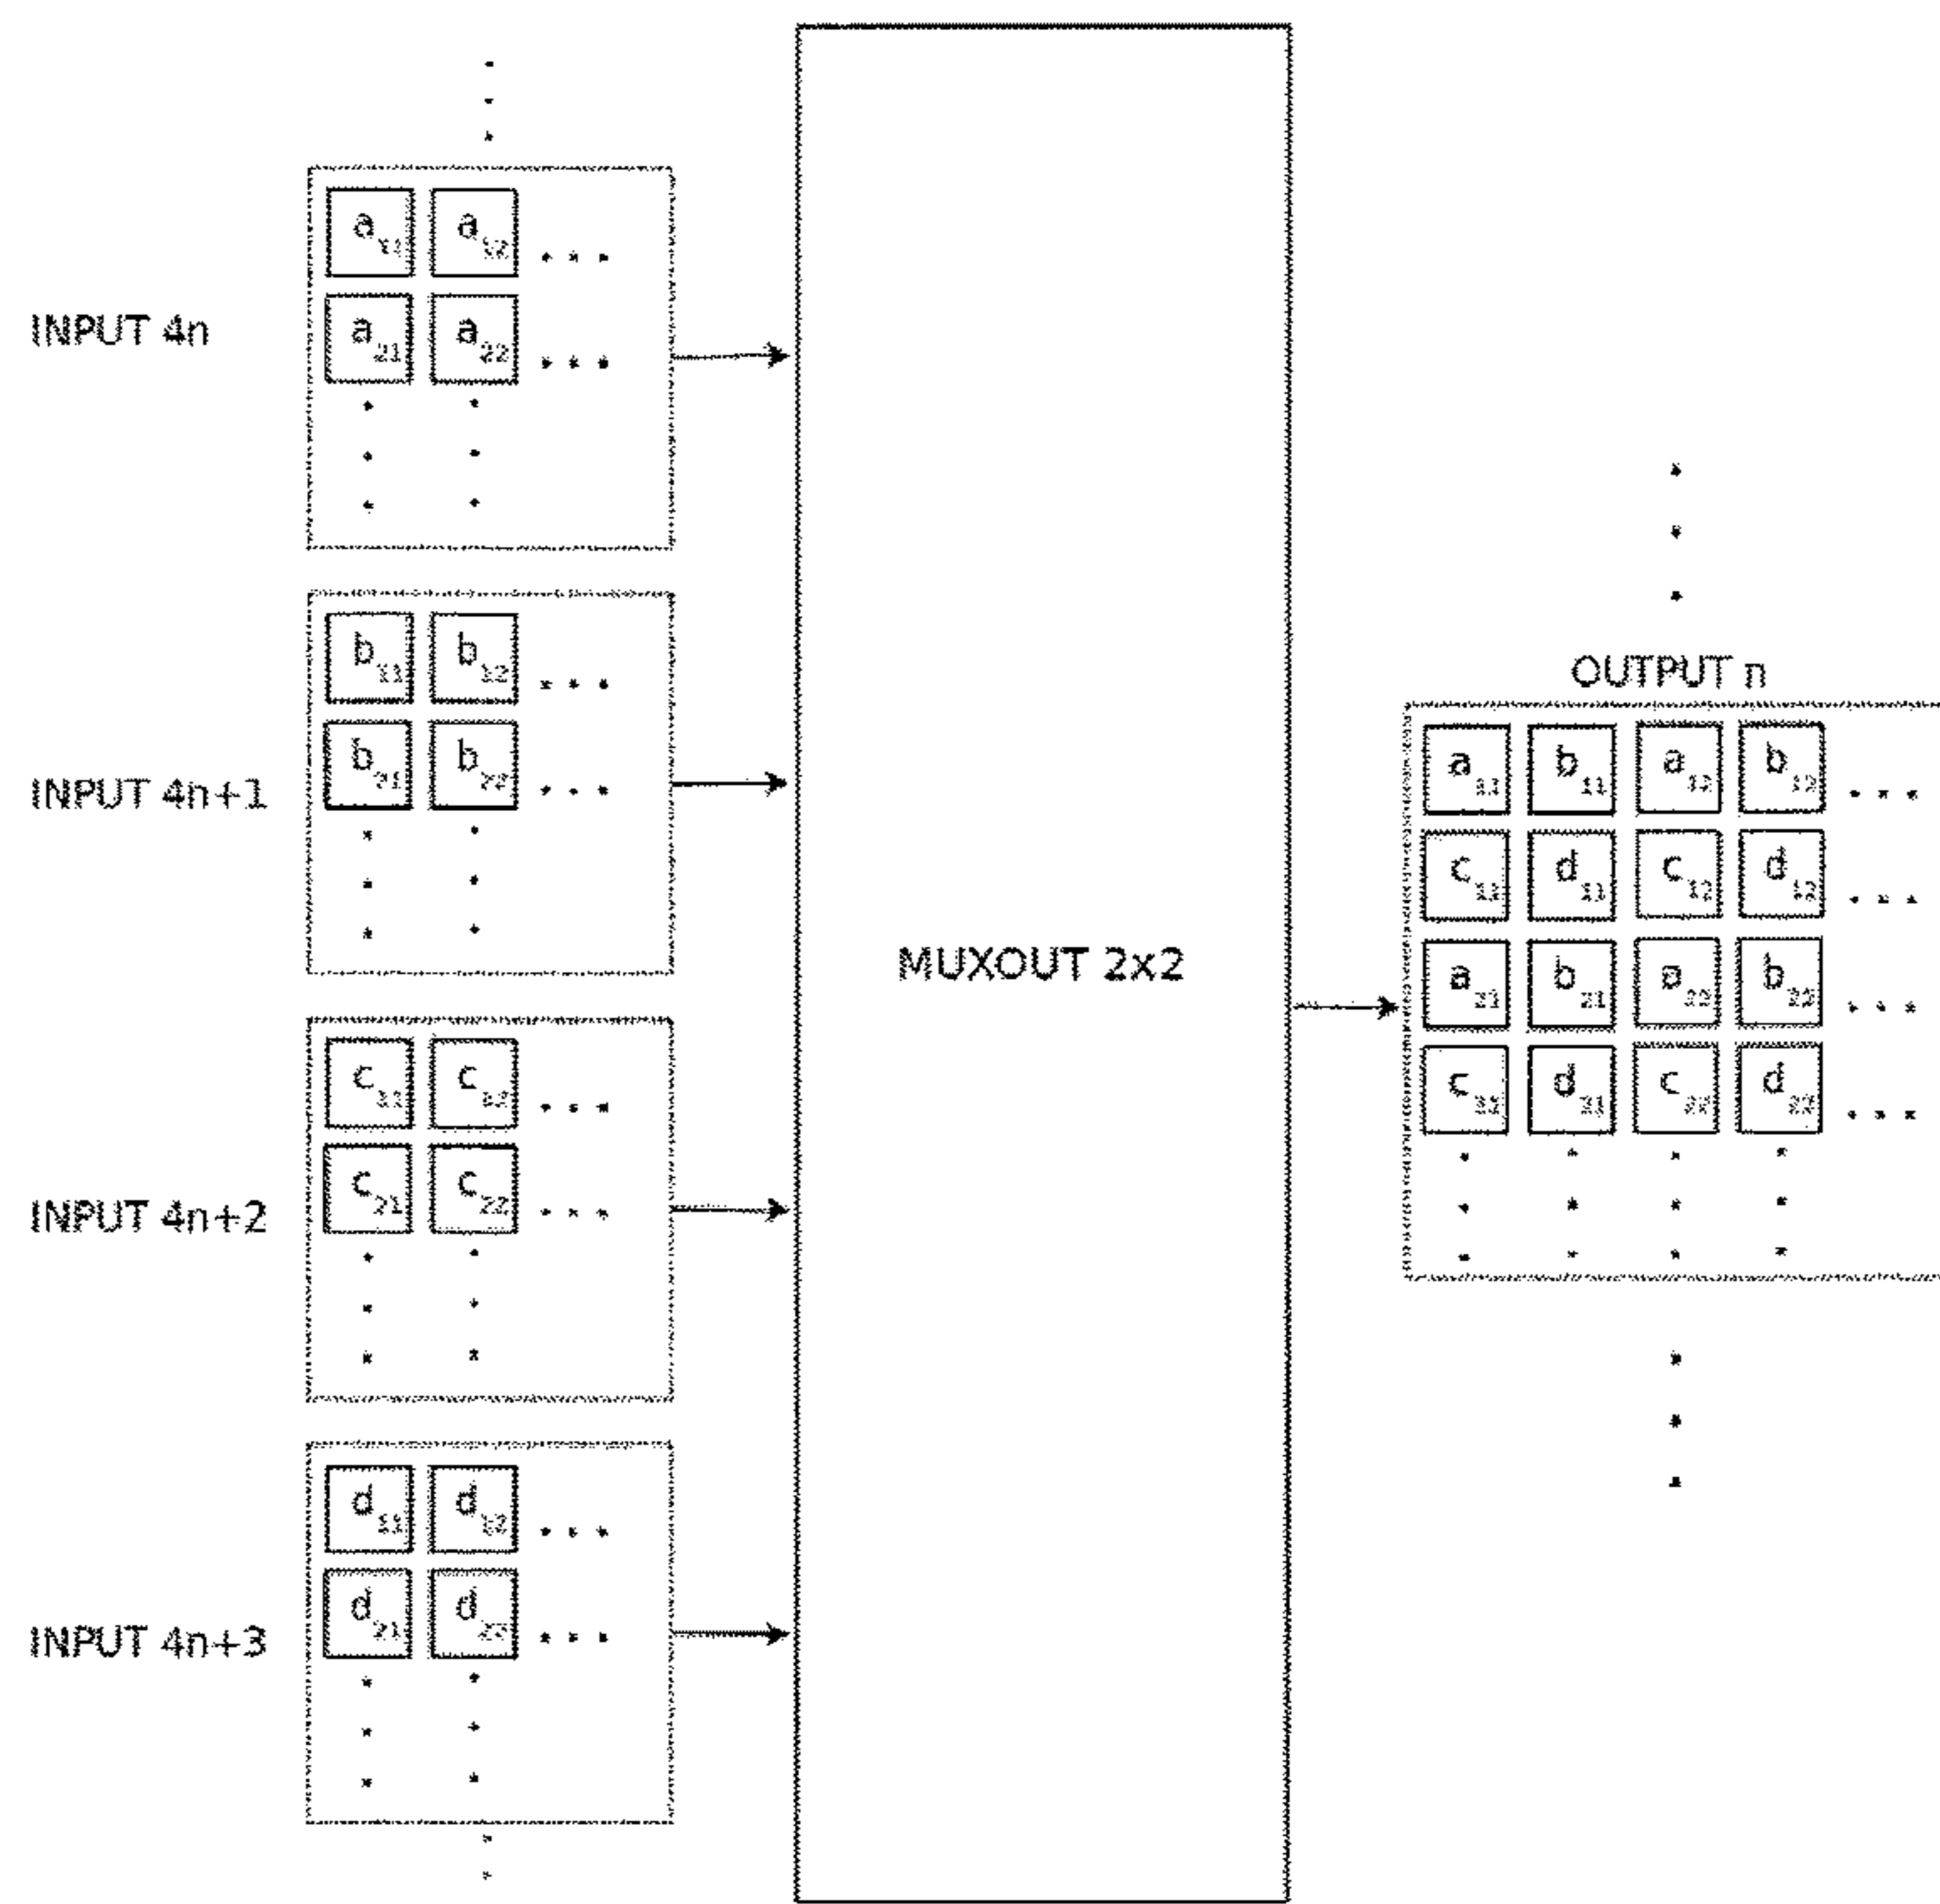 a₁₁ a₁₂ . . .
INPUT 4n
a₂₁ a₂₂ . . .
b₁₁ b₁₂ . . .
INPUT 4n+1
b₂₁ b₂₂ . . .
c₁₁ c₁₂ . . .
INPUT 4n+2
c₂₁ c₂₂ . . .
d₁₁ d₁₂ . . .
INPUT 4n+3
d₂₁ d₂₂ . . .
MUXOUT 2x2
OUTPUT n
a₁₁ b₁₁ a₁₂ b₁₂ . . .
c₁₁ d₁₁ c₁₂ d₁₂ . . .
a₂₁ b₂₁ a₂₂ b₂₂ . . .
c₂₁ d₂₁ c₂₂ d₂₂ . . .